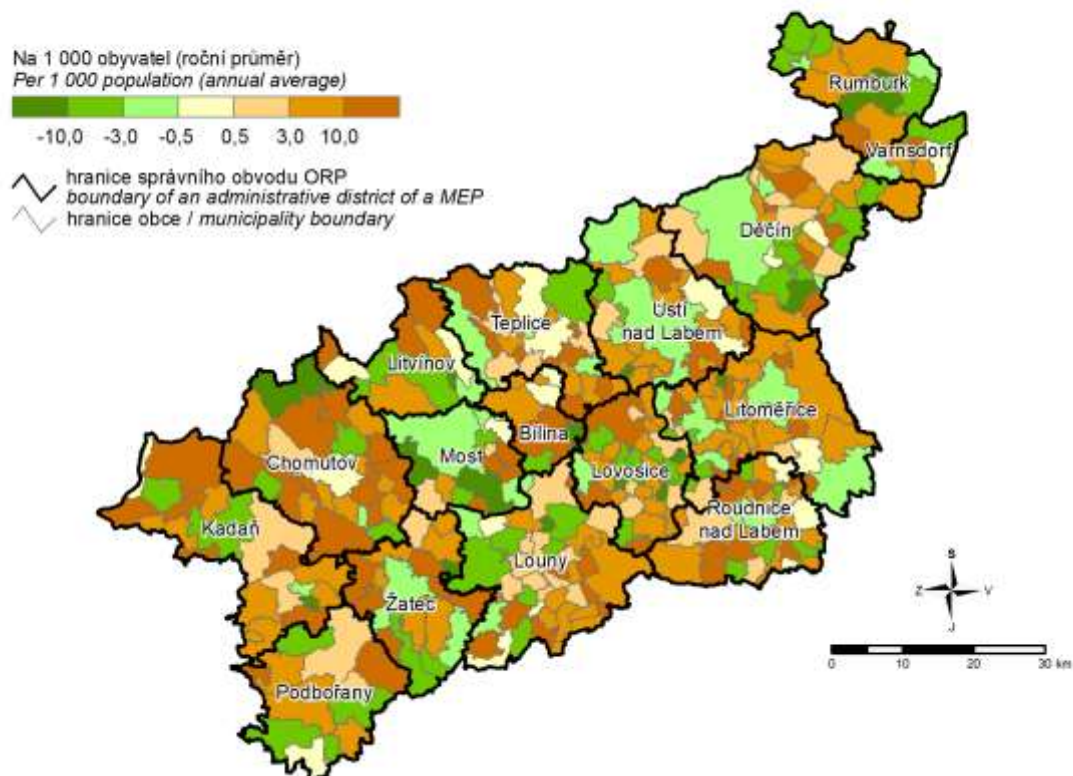 Na 1 000 obyvatel (roční průměr)
Per 1 000 population (annual average)
-10,0 -3,0 -0,5 0,5 3,0 10,0
hranice správního obvodu ORP
boundary of an administrative district of a MEP
hranice obce / municipality boundary
Rumburk
Varnsdorf
Děčín
Ústí
nad Labem
Teplice
Litvínov
Litoměřice
Bílina
Most
Chomutov
Lovosice
Roudnice
nad Labem
Kadaň
Louny
Žatec
Podbořany
S
Z V
J
0 10 20 30 km